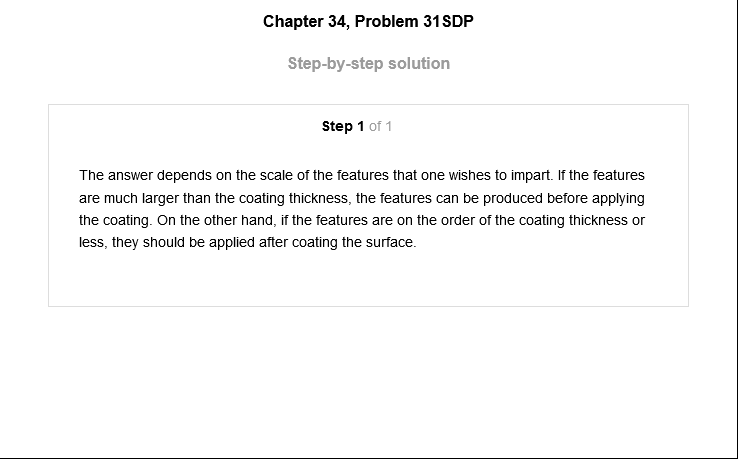 Chapter 34, Problem 31SDP
Step-by-step solution
Step 1 of 1
The answer depends on the scale of the features that one wishes to impart. If the features
are much larger than the coating thickness, the features can be produced before applying
the coating. On the other hand, if the features are on the order of the coating thickness or
less, they should be applied after coating the surface.